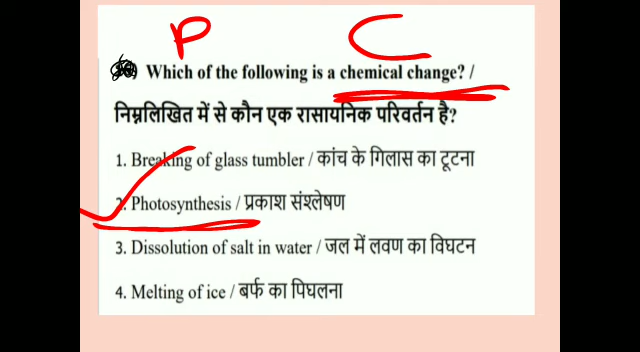 P C
Which of the following is a chemical change? /
निम्नलिखित में से कौन एक रासायनिक परिवर्तन है?
1. Breaking of glass tumbler / कांच के गिलास का टूटना
2. Photosynthesis / प्रकाश संश्लेषण
3. Dissolution of salt in water / जल में लवण का विघटन
4. Melting of ice / बर्फ का पिघलना